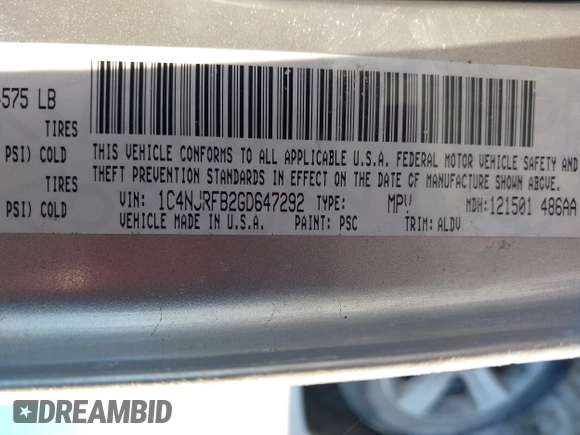 575 LB
TIRES
PSI) COLD
TIRES
PSI) COLD
THIS VEHICLE CONFORMS TO ALL APPLICABLE U.S.A. FEDERAL MOTOR VEHICLE SAFETY AND
THEFT PREVENTION STANDARDS IN EFFECT ON THE DATE OF MANUFACTURE SHOWN ABOVE.
VIN: 1C4NJRFB2GD647292 TYPE: MPV MDH:121501 486AA
VEHICLE MADE IN U.S.A. PAINT: PSC TRIM: ALDV
DREAMBID